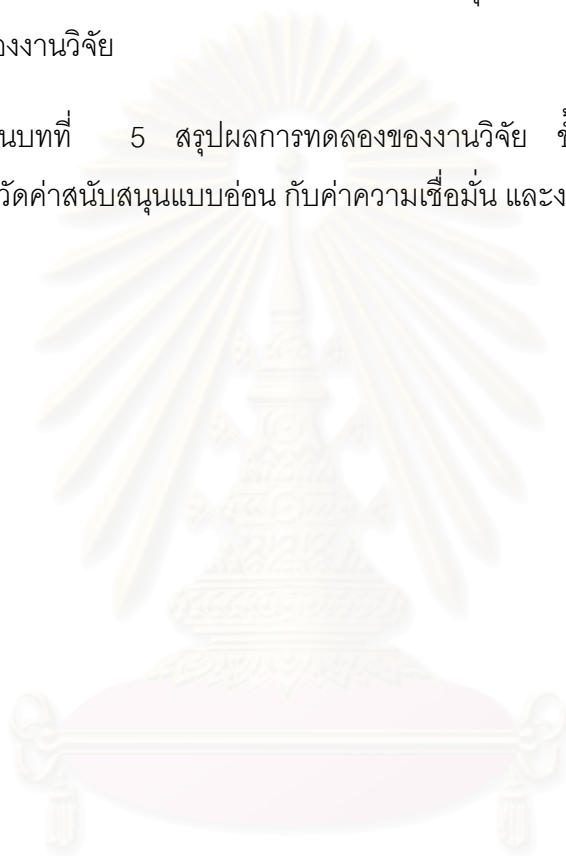 องงานวิจัย
นบทที่ 5 สรุปผลการทดลองของงานวิจัย
วัดค่าสนับสนุนแบบอ่อน กับค่าความเชื่อมั่น และง